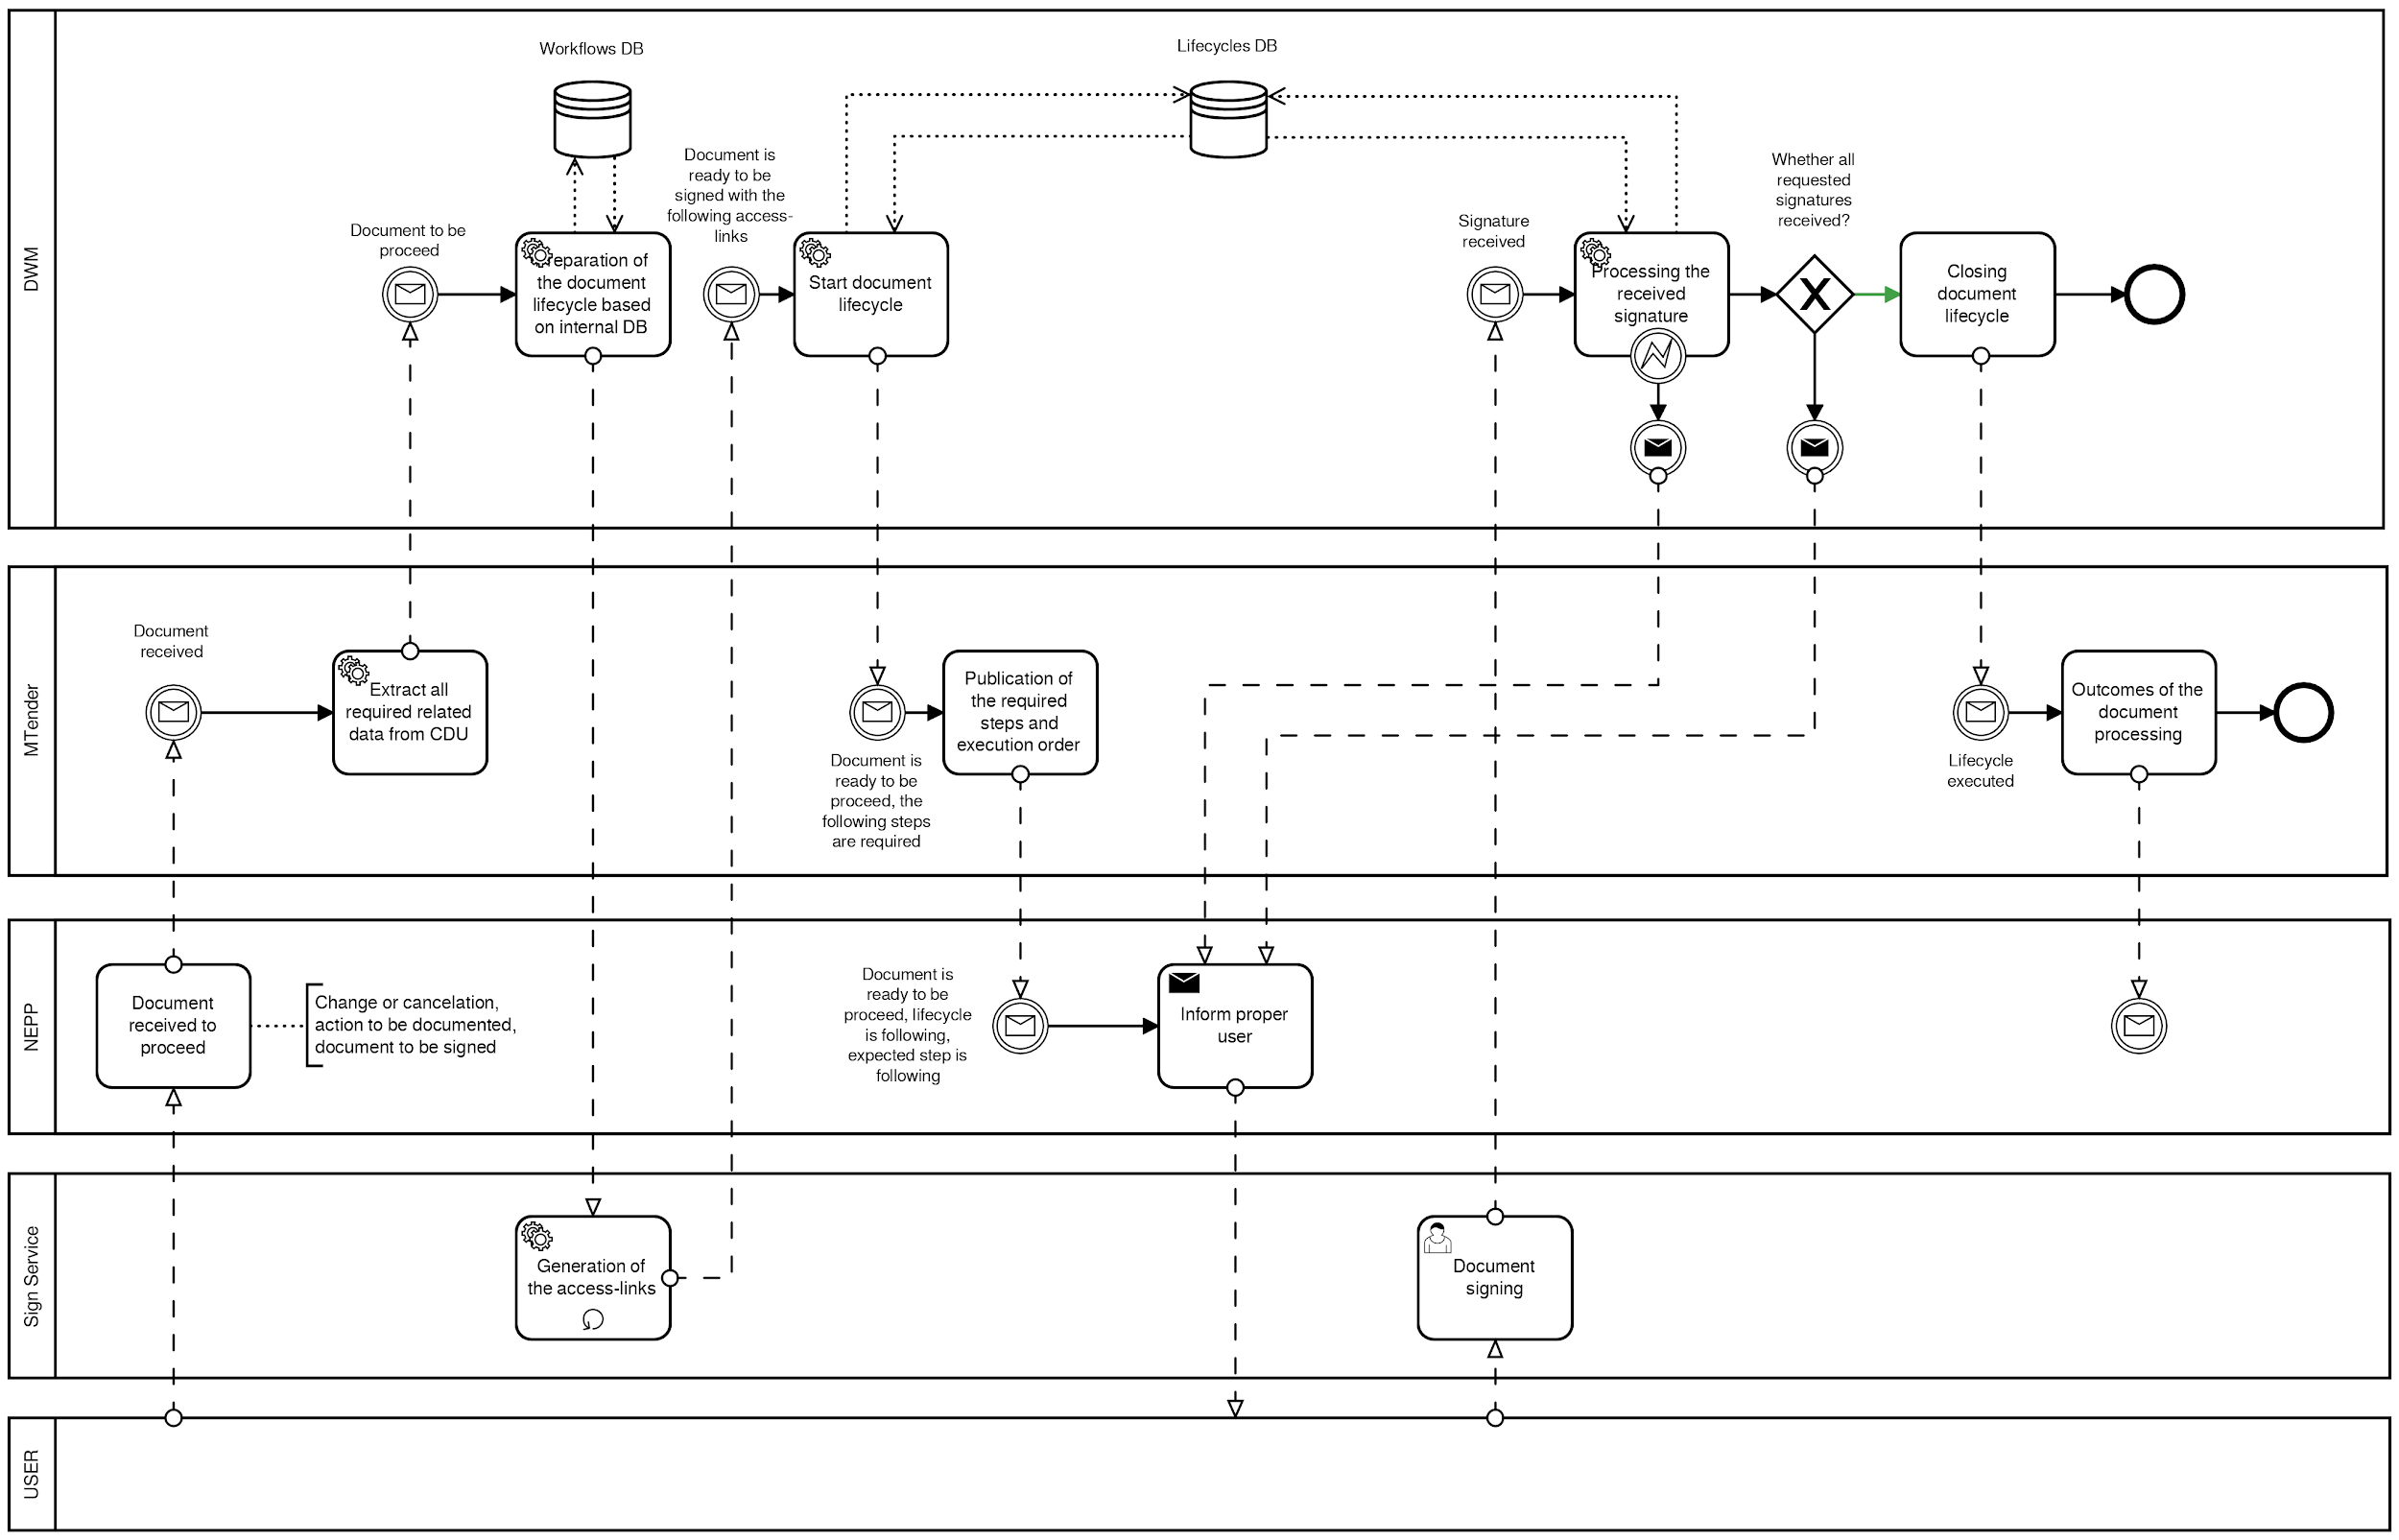 DWM
Workflows DB
Lifecycles DB
Document to be
proceed
eparation of
the document
lifecycle based
on internal DB
Document is
ready to be
signed with the
following access-
links
Start document
lifecycle
Signature
received
Processing the
received
signature
Whether all
requested
signatures
received?
X
Closing
document
lifecycle
MTender
Document
received
Extract all
required related
data from CDU
Document is
ready to be
proceed, the
following steps
are required
Publication of
the required
steps and
execution order
Lifecycle
executed
Outcomes of the
document
processing
NEPP
Document
received to
proceed
Change or cancelation,
action to be documented,
document to be signed
Document is
ready to be
proceed, lifecycle
is following,
expected step is
following
Inform proper
user
Sign Service
Generation of
the access-links
Document
signing
USER